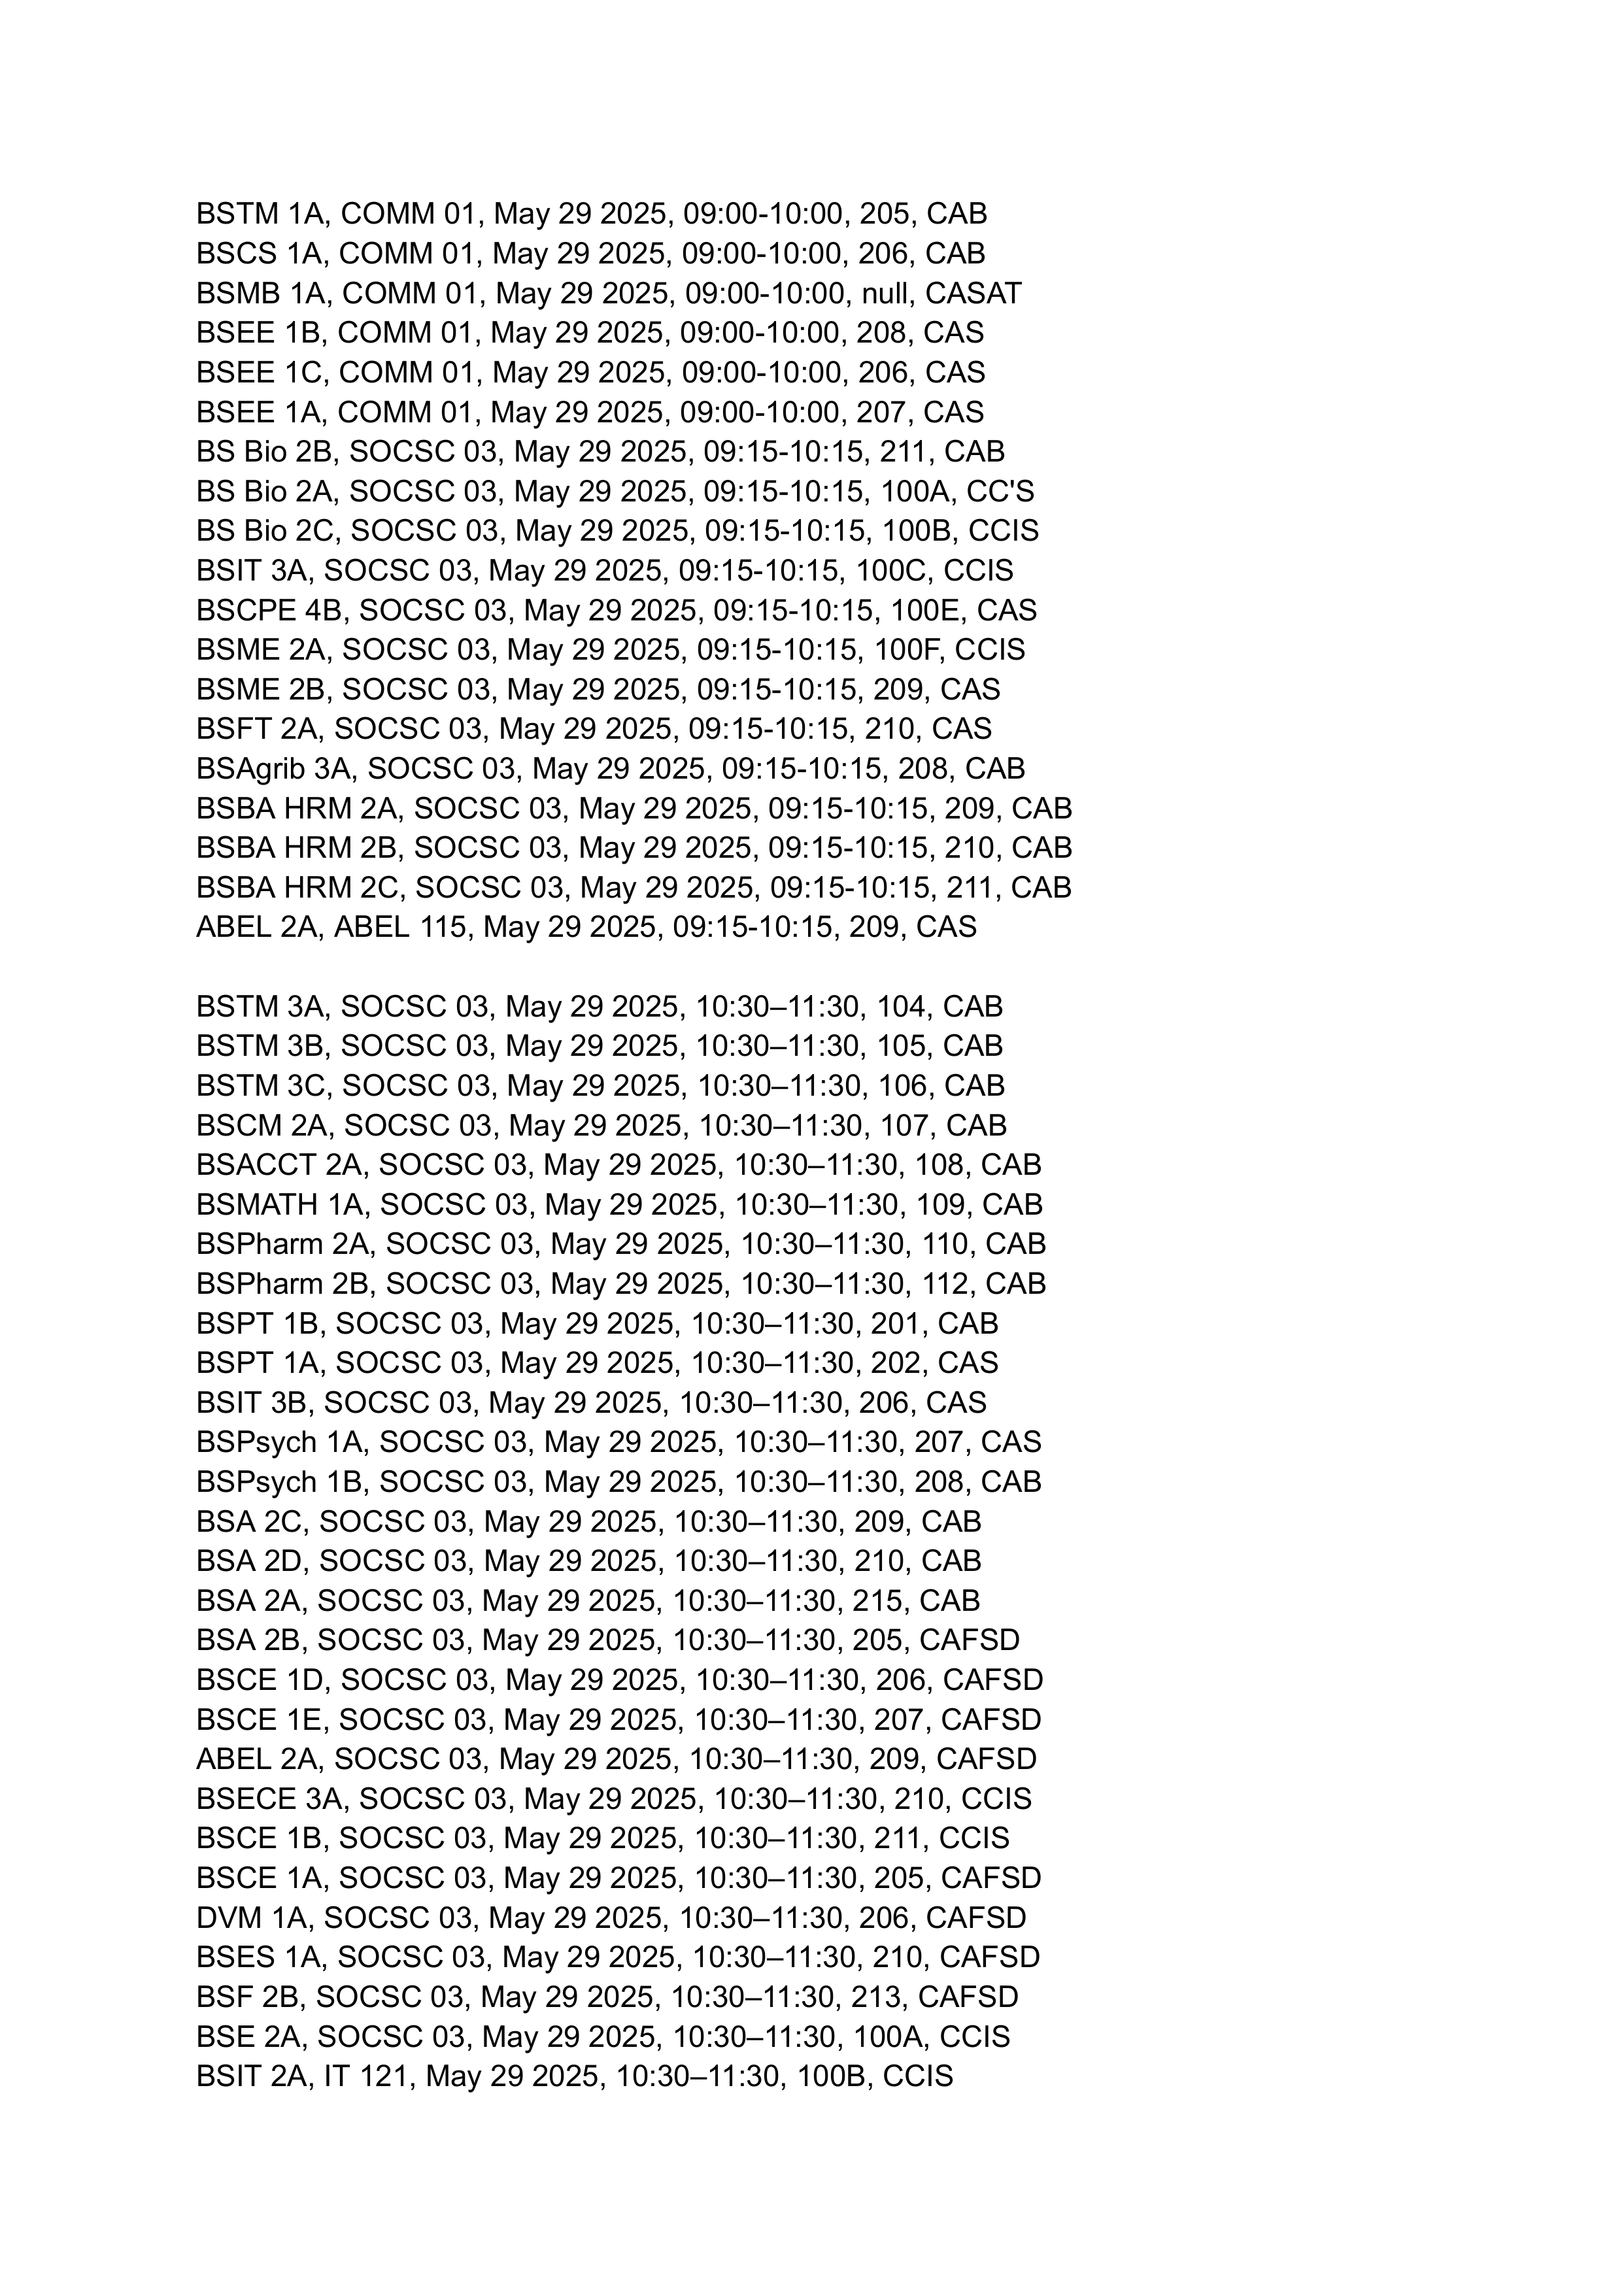 BSTM 1A, COMM 01, May 29 2025, 09:00-10:00, 205, CAB
BSCS 1A, COMM 01, May 29 2025, 09:00-10:00, 206, CAB
BSMB 1A, COMM 01, May 29 2025, 09:00-10:00, null, CASAT
BSEE 1B, COMM 01, May 29 2025, 09:00-10:00, 208, CAS
BSEE 1C, COMM 01, May 29 2025, 09:00-10:00, 206, CAS
BSEE 1A, COMM 01, May 29 2025, 09:00-10:00, 207, CAS
BS Bio 2B, SOCSC 03, May 29 2025, 09:15-10:15, 211, CAB
BS Bio 2A, SOCSC 03, May 29 2025, 09:15-10:15, 100A, CC'S
BS Bio 2C, SOCSC 03, May 29 2025, 09:15-10:15, 100B, CCIS
BSIT 3A, SOCSC 03, May 29 2025, 09:15-10:15, 100C, CCIS
BSCPE 4B, SOCSC 03, May 29 2025, 09:15-10:15, 100E, CAS
BSME 2A, SOCSC 03, May 29 2025, 09:15-10:15, 100F, CCIS
BSME 2B, SOCSC 03, May 29 2025, 09:15-10:15, 209, CAS
BSFT 2A, SOCSC 03, May 29 2025, 09:15-10:15, 210, CAS
BSAgrib 3A, SOCSC 03, May 29 2025, 09:15-10:15, 208, CAB
BSBA HRM 2A, SOCSC 03, May 29 2025, 09:15-10:15, 209, CAB
BSBA HRM 2B, SOCSC 03, May 29 2025, 09:15-10:15, 210, CAB
BSBA HRM 2C, SOCSC 03, May 29 2025, 09:15-10:15, 211, CAB
ABEL 2A, ABEL 115, May 29 2025, 09:15-10:15, 209, CAS
BSTM 3A, SOCSC 03, May 29 2025, 10:30–11:30, 104, CAB
BSTM 3B, SOCSC 03, May 29 2025, 10:30–11:30, 105, CAB
BSTM 3C, SOCSC 03, May 29 2025, 10:30–11:30, 106, CAB
BSCM 2A, SOCSC 03, May 29 2025, 10:30–11:30, 107, CAB
BSACCT 2A, SOCSC 03, May 29 2025, 10:30–11:30, 108, CAB
BSMATH 1A, SOCSC 03, May 29 2025, 10:30–11:30, 109, CAB
BSPharm 2A, SOCSC 03, May 29 2025, 10:30–11:30, 110, CAB
BSPharm 2B, SOCSC 03, May 29 2025, 10:30–11:30, 112, CAB
BSPT 1B, SOCSC 03, May 29 2025, 10:30–11:30, 201, CAB
BSPT 1A, SOCSC 03, May 29 2025, 10:30–11:30, 202, CAS
BSIT 3B, SOCSC 03, May 29 2025, 10:30–11:30, 206, CAS
BSPsych 1A, SOCSC 03, May 29 2025, 10:30–11:30, 207, CAS
BSPsych 1B, SOCSC 03, May 29 2025, 10:30–11:30, 208, CAB
BSA 2C, SOCSC 03, May 29 2025, 10:30–11:30, 209, CAB
BSA 2D, SOCSC 03, May 29 2025, 10:30–11:30, 210, CAB
BSA 2A, SOCSC 03, May 29 2025, 10:30–11:30, 215, CAB
BSA 2B, SOCSC 03, May 29 2025, 10:30–11:30, 205, CAFSD
BSCE 1D, SOCSC 03, May 29 2025, 10:30–11:30, 206, CAFSD
BSCE 1E, SOCSC 03, May 29 2025, 10:30–11:30, 207, CAFSD
ABEL 2A, SOCSC 03, May 29 2025, 10:30–11:30, 209, CAFSD
BSECE 3A, SOCSC 03, May 29 2025, 10:30–11:30, 210, CCIS
BSCE 1B, SOCSC 03, May 29 2025, 10:30–11:30, 211, CCIS
BSCE 1A, SOCSC 03, May 29 2025, 10:30–11:30, 205, CAFSD
DVM 1A, SOCSC 03, May 29 2025, 10:30–11:30, 206, CAFSD
BSES 1A, SOCSC 03, May 29 2025, 10:30–11:30, 210, CAFSD
BSF 2B, SOCSC 03, May 29 2025, 10:30–11:30, 213, CAFSD
BSE 2A, SOCSC 03, May 29 2025, 10:30–11:30, 100A, CCIS
BSIT 2A, IT 121, May 29 2025, 10:30–11:30, 100B, CCIS